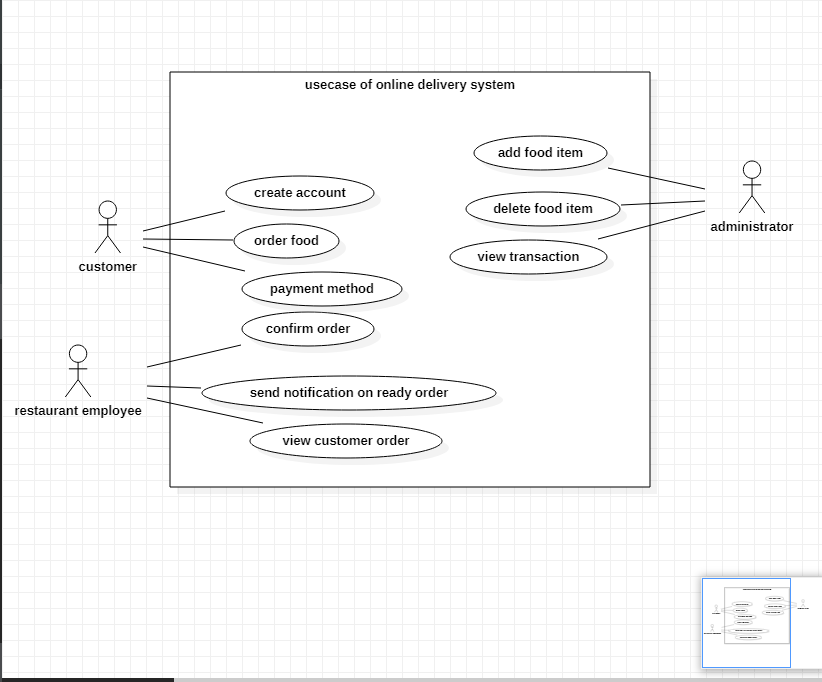 usecase of online delivery system
add food item
create account
delete food item
administrator
order food
view transaction
customer
payment method
confirm order
send notification on ready order
restaurant employee
view customer order